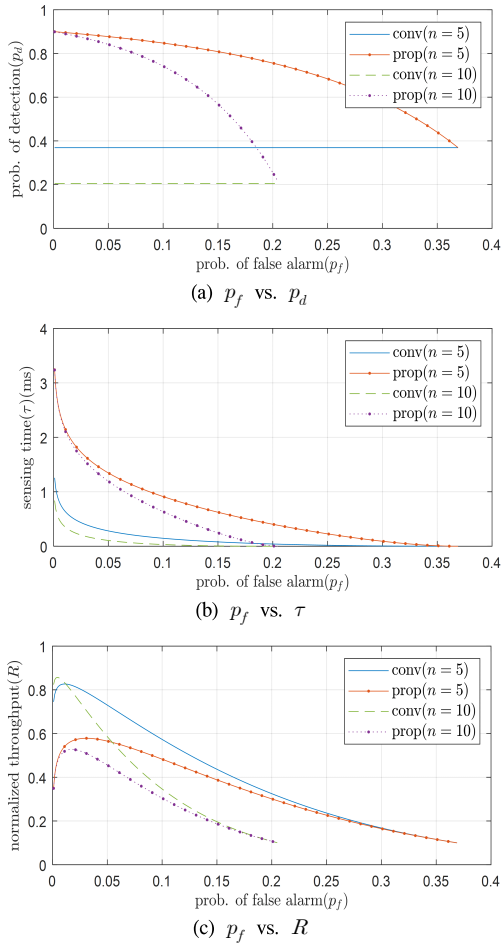 1
0.8
0.6
0.4
0.2
0
prob. of detection(p_d)
conv(n = 5)
prop(n = 5)
conv(n = 10)
prop(n = 10)
0 0.05 0.1 0.15 0.2 0.25 0.3 0.35 0.4
prob. of false alarm(p_f)
(a) p_f vs. p_d
4
3
2
1
0
sensing time(τ)(ms)
conv(n = 5)
prop(n = 5)
conv(n = 10)
prop(n = 10)
0 0.05 0.1 0.15 0.2 0.25 0.3 0.35 0.4
prob. of false alarm(p_f)
(b) p_f vs. τ
1
0.8
0.6
0.4
0.2
0
normalized throughput(R)
conv(n = 5)
prop(n = 5)
conv(n = 10)
prop(n = 10)
0 0.05 0.1 0.15 0.2 0.25 0.3 0.35 0.4
prob. of false alarm(p_f)
(c) p_f vs. R